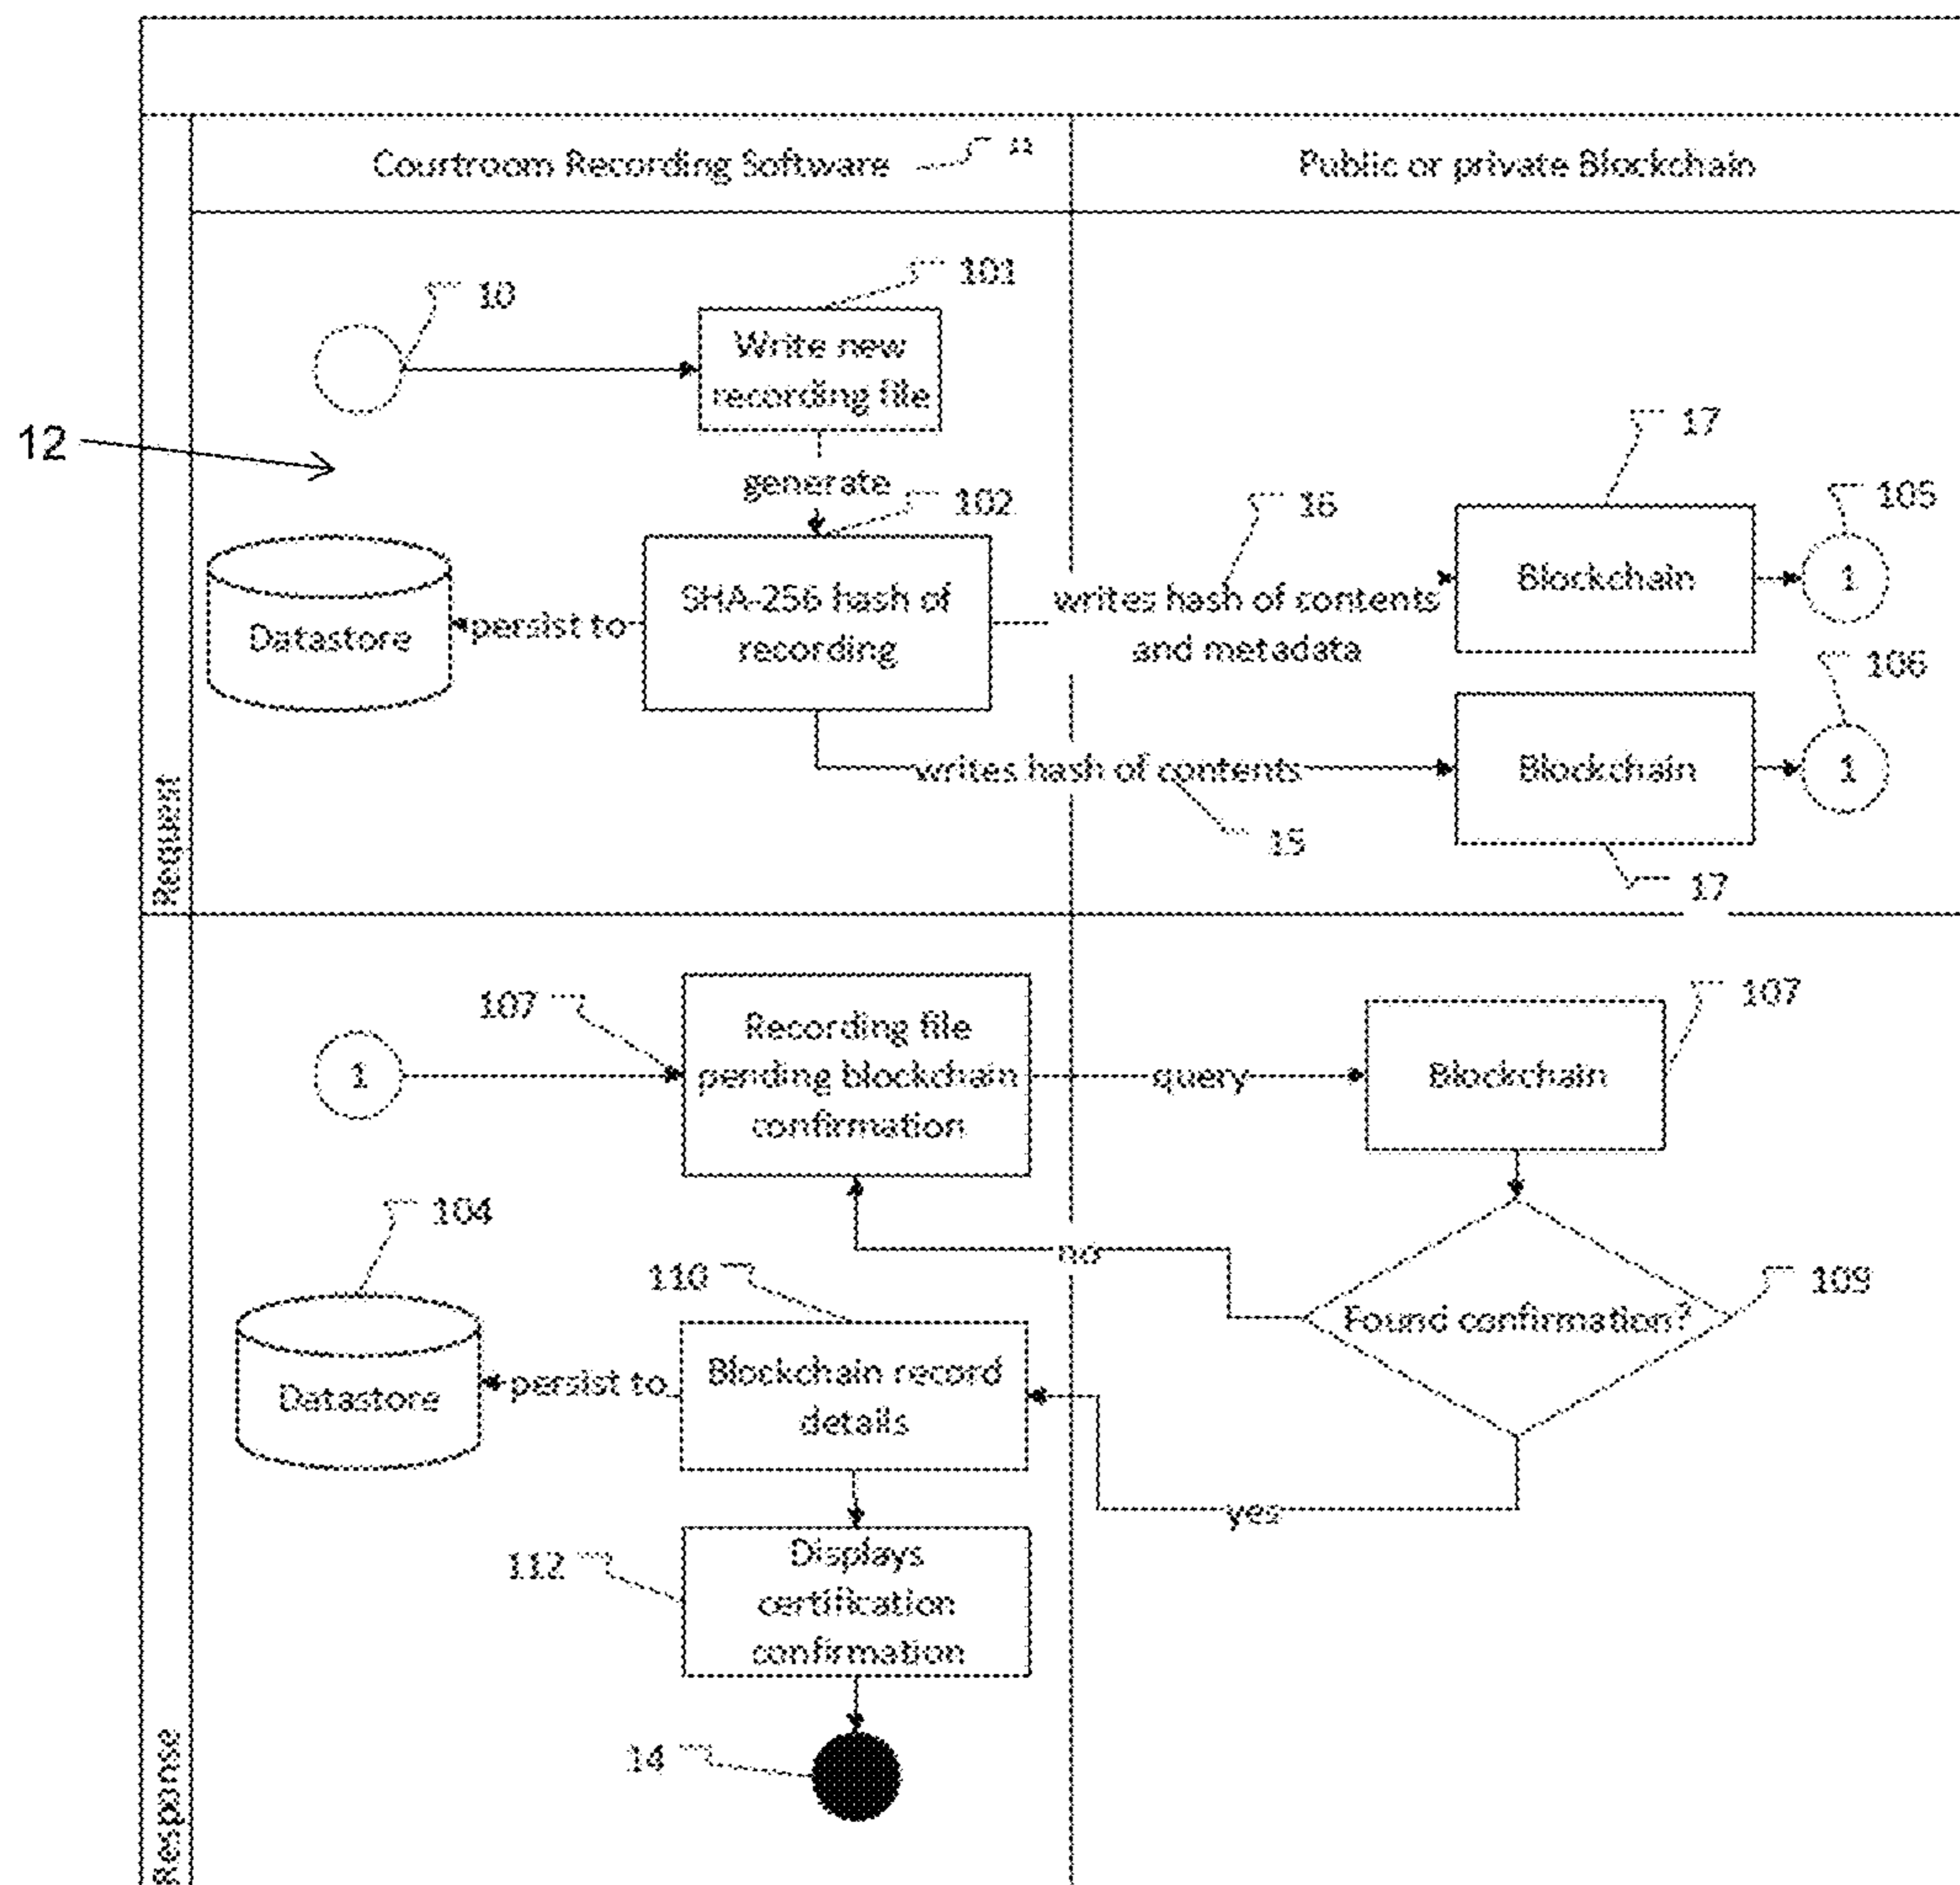 Courtroom Recording Software
11
Public or private Blockchain
10
101
Write new
recording file
12
generate
102
17
16
105
Datastore
persist to
SHA-256 hash of
recording
writes hash of contents
and metadata
Blockchain
1
106
writes hash of contents
Blockchain
1
15
17
Request
107
107
1
Recording file
pending blockchain
confirmation
query
Blockchain
104
no
110
109
Found confirmation?
Datastore
persist to
Blockchain record
details
yes
112
Displays
certification
confirmation
14
Response